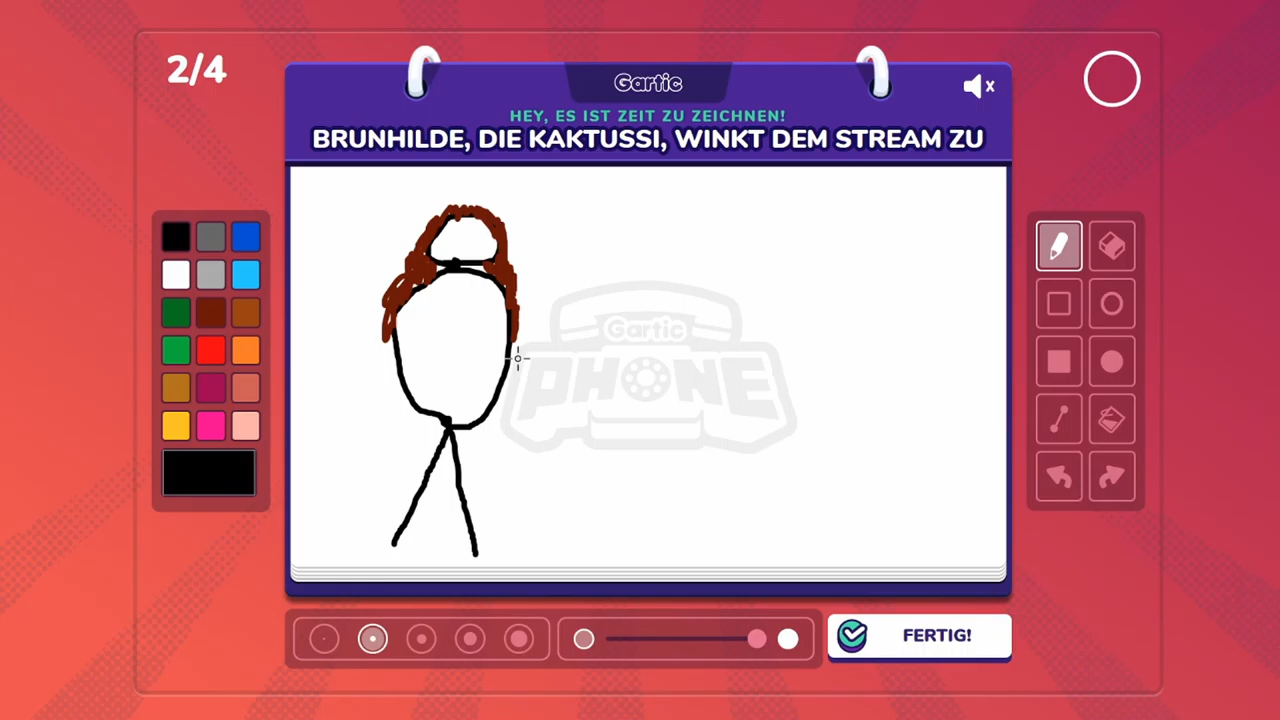 2/4
Gartic
HEY, ES IST ZEIT ZU ZEICHNEN!
BRUNHILDE, DIE KAKTUSSI, WINKT DEM STREAM ZU
Gartic
PHONE
FERTIG!